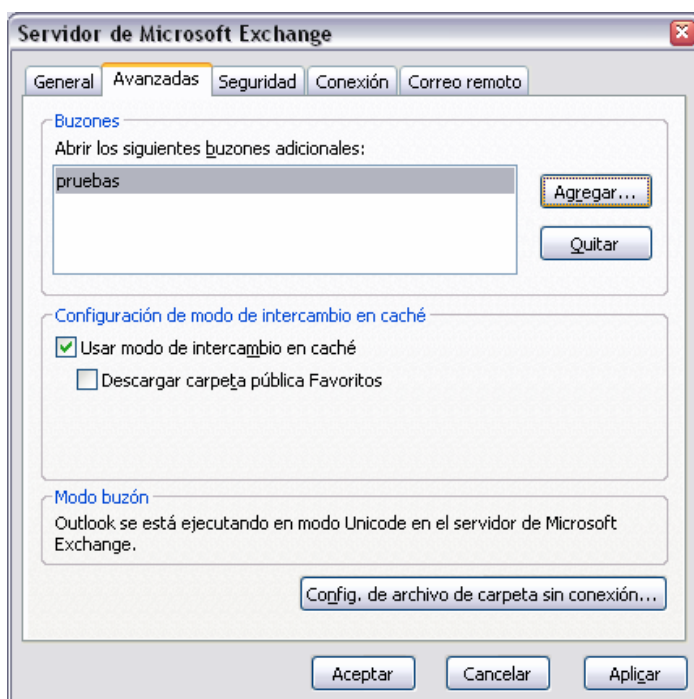 Servidor de Microsoft Exchange
General Avanzadas Seguridad Conexión Correo remoto
Buzones
Abrir los siguientes buzones adicionales:
pruebas
Agregar...
Quitar
Configuración de modo de intercambio en caché
Usar modo de intercambio en caché
Descargar carpeta pública Favoritos
Modo buzón
Outlook se está ejecutando en modo Unicode en el servidor de Microsoft
Exchange.
Config. de archivo de carpeta sin conexión...
Aceptar Cancelar Aplicar